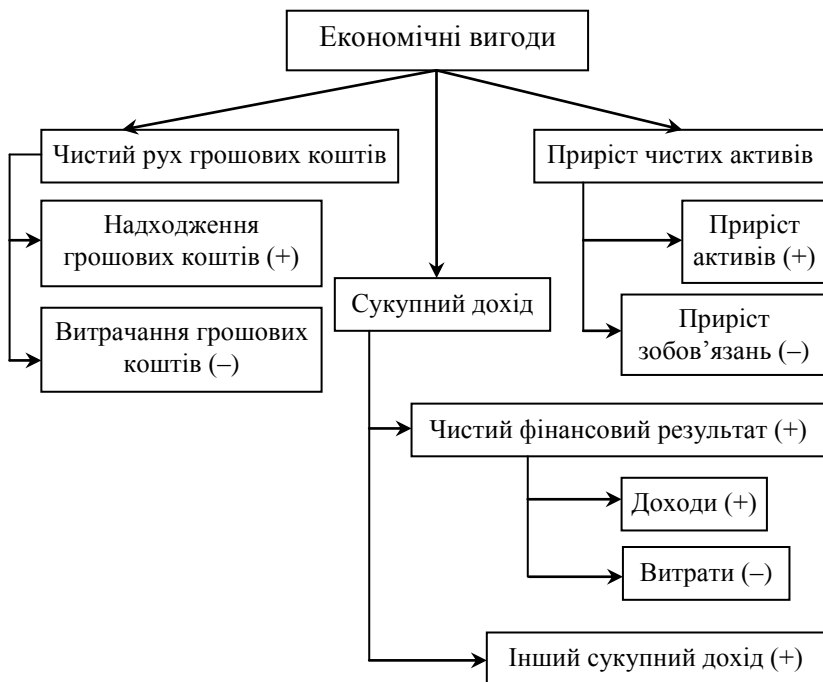 Економічні вигоди
Чистий рух грошових коштів
Надходження
грошових коштів (+)
Витрачання грошових
коштів (–)
Сукупний дохід
Приріст чистих активів
Приріст
активів (+)
Приріст
зобов’язань (–)
Чистий фінансовий результат (+)
Доходи (+)
Витрати (–)
Інший сукупний дохід (+)